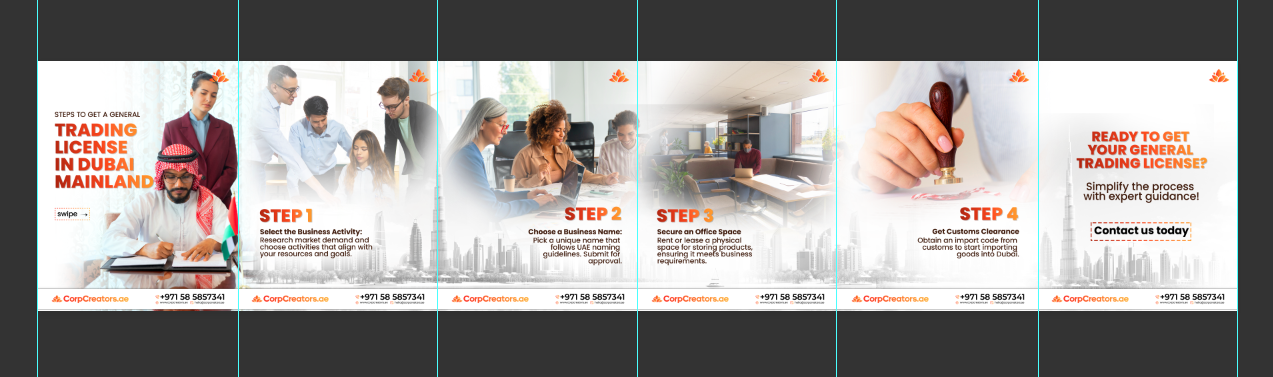 STEPS TO GET A GENERAL
TRADING
LICENSE
IN DUBAI
MAINLAND
swipe
CorpCreators.ae
+971 58 5857341
STEP 1
Select the Business Activity:
Research market demand and
choose activities that align with
your resources and goals.
CorpCreators.ae
+971 58 5857341
STEP 2
Choose a Business Name:
Pick a unique name that
follows UAE naming
guidelines. Submit for
approval.
CorpCreators.ae
+971 58 5857341
STEP 3
Secure an Office Space
Rent or lease a physical
space for storing products,
ensuring it meets business
requirements.
CorpCreators.ae
+971 58 5857341
STEP 4
Get Customs Clearance
Obtain an import code from
customs to start importing
goods into Dubai.
CorpCreators.ae
+971 58 5857341
READY TO GET
YOUR GENERAL
TRADING LICENSE?
Simplify the process
with expert guidance!
Contact us today
CorpCreators.ae
+971 58 5857341